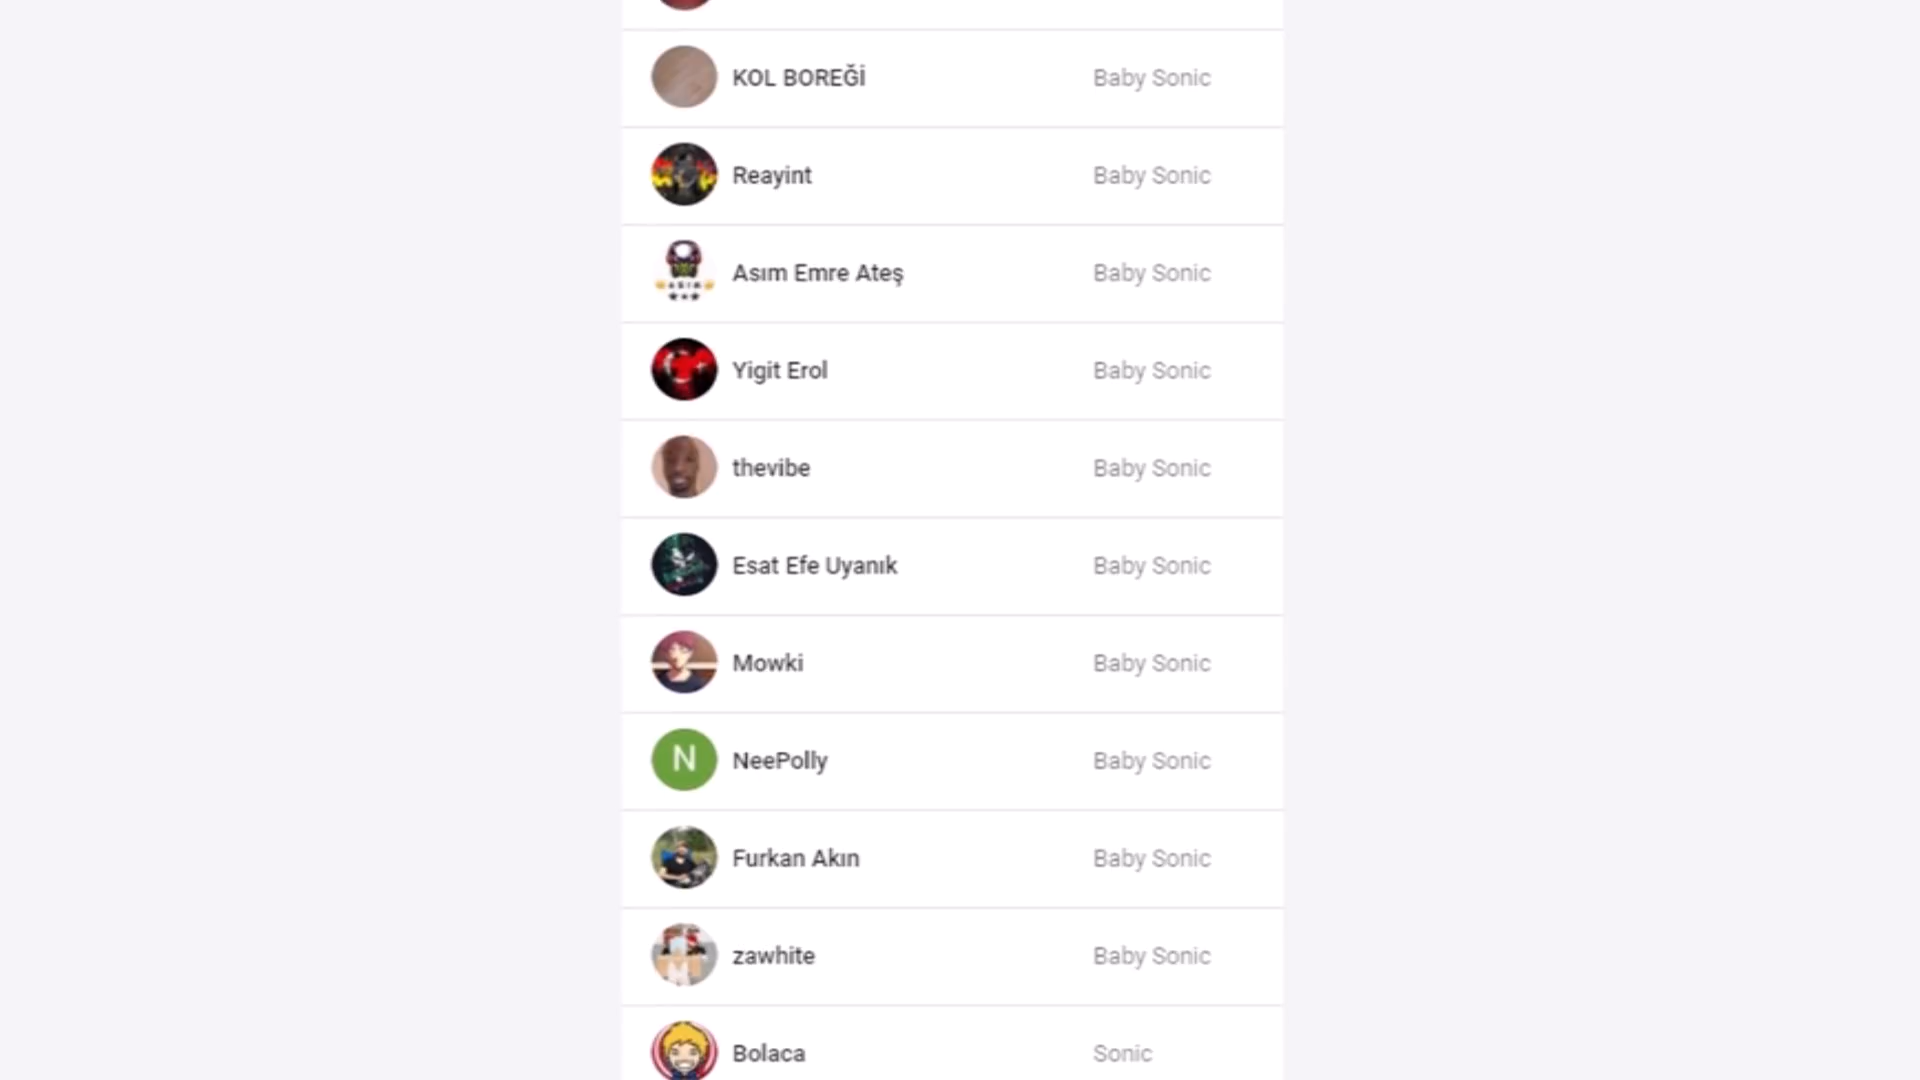 KOL BOREĞİ Baby Sonic
Reayint Baby Sonic
Asım Emre Ateş Baby Sonic
Yigit Erol Baby Sonic
thevibe Baby Sonic
Esat Efe Uyanık Baby Sonic
Mowki Baby Sonic
N NeePolly Baby Sonic
Furkan Akın Baby Sonic
zawhite Baby Sonic
Bolaca Sonic